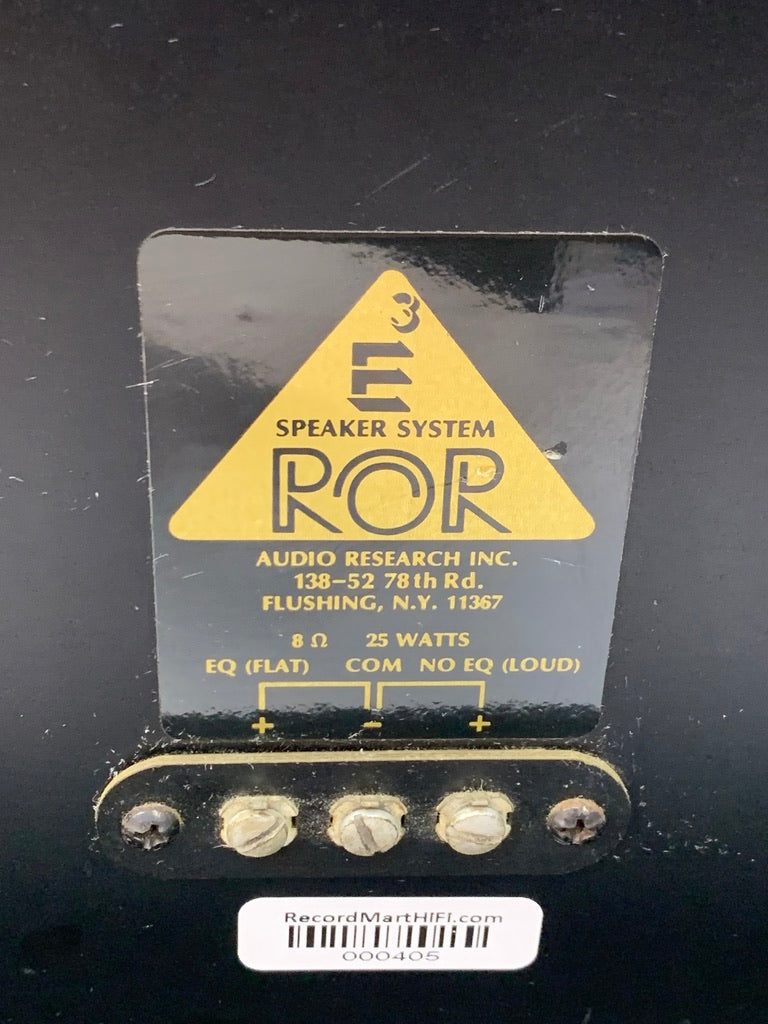 3
E
SPEAKER SYSTEM
ROR
AUDIO RESEARCH INC.
138-52 78th Rd.
FLUSHING, N.Y. 11367
8 Ω 25 WATTS
EQ (FLAT) COM NO EQ (LOUD)
+ − +
RecordMartHiFi.com
000405